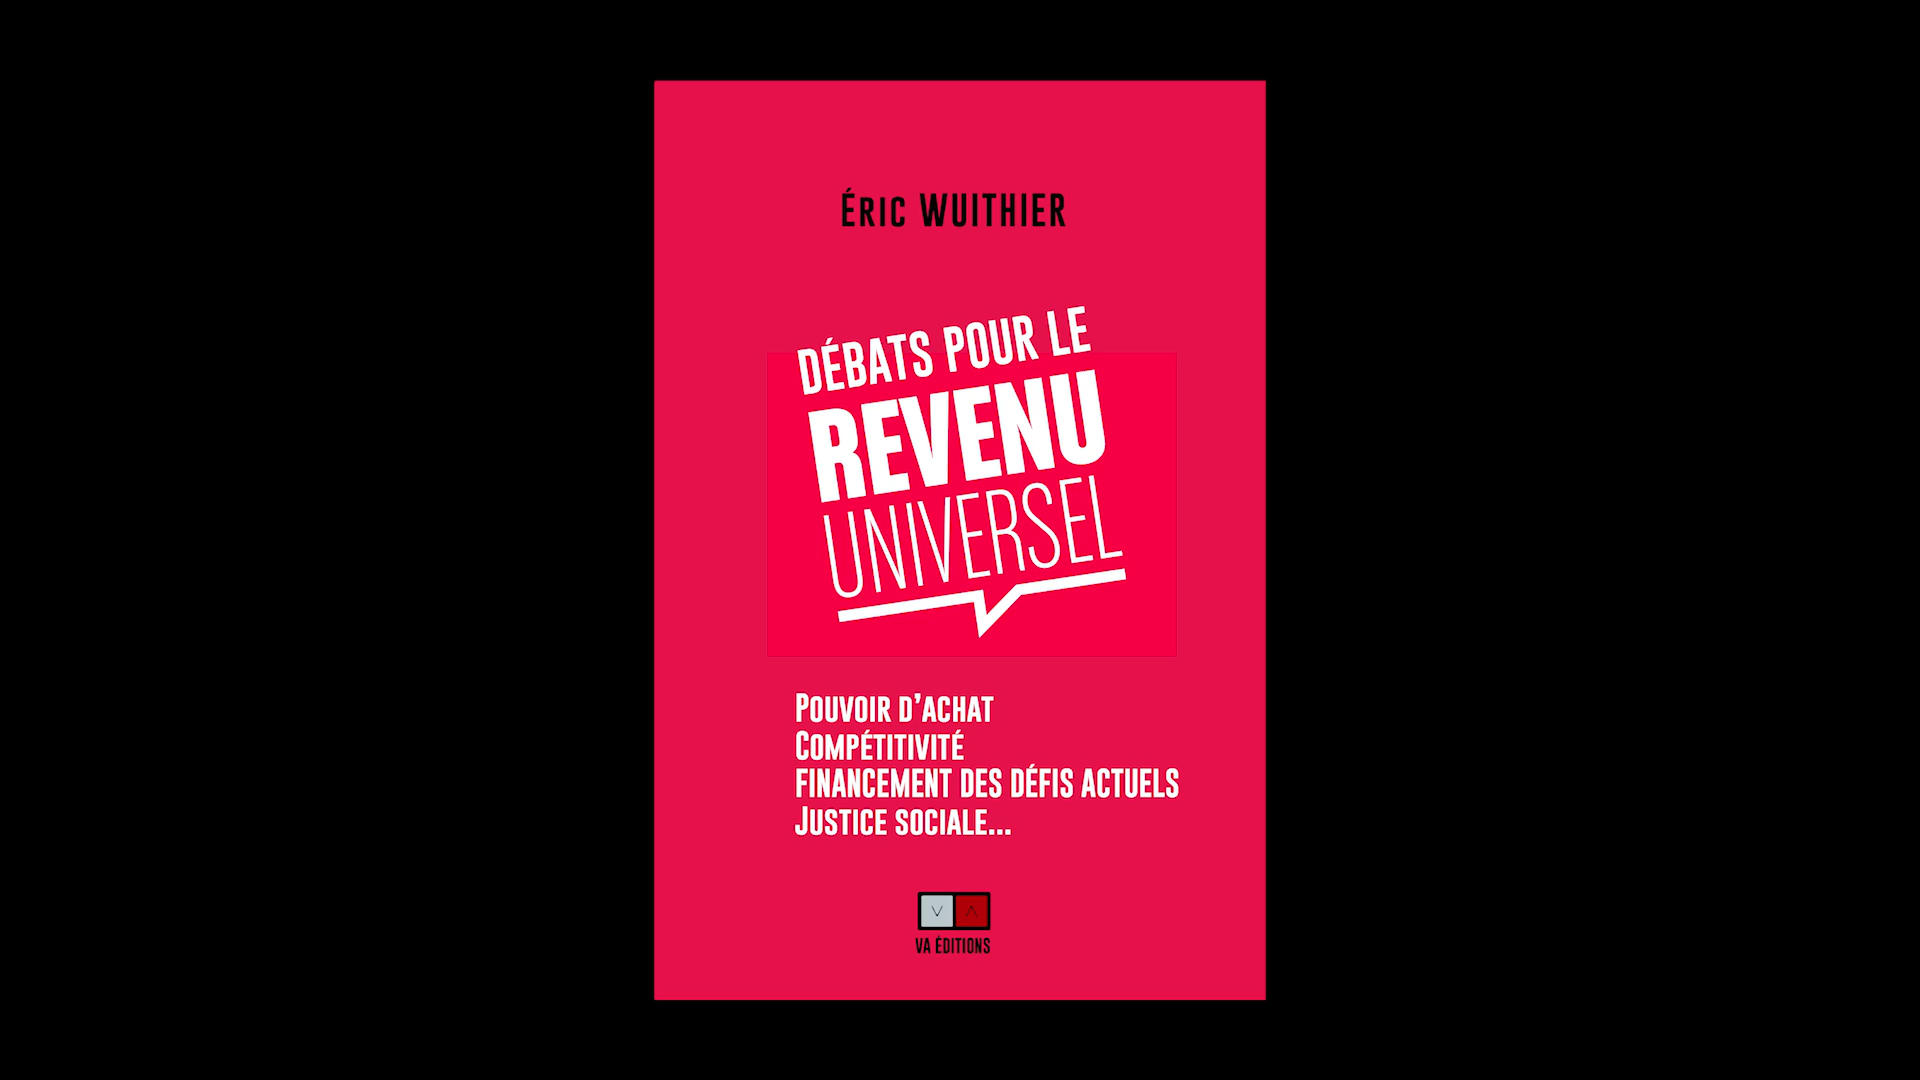 Éric WUITHIER
DÉBATS POUR LE
REVENU
UNIVERSEL
Pouvoir d’achat
Compétitivité
FINANCEMENT DES DÉFIS ACTUELS
Justice sociale...
V A
VA ÉDITIONS